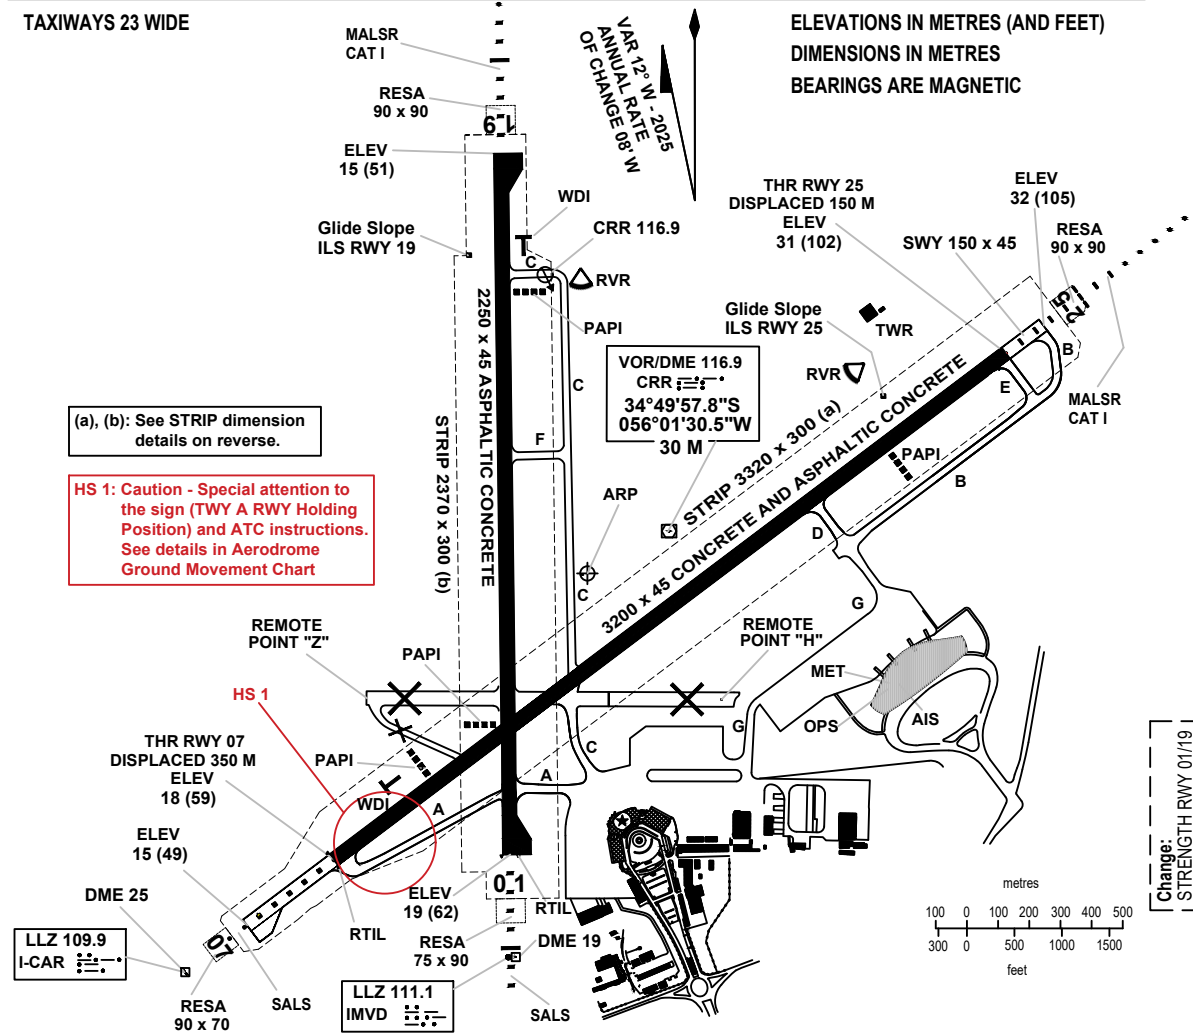 TAXIWAYS 23 WIDE
ELEVATIONS IN METRES (AND FEET)
DIMENSIONS IN METRES
BEARINGS ARE MAGNETIC
VAR 12° W - 2025
ANNUAL RATE
OF CHANGE 08' W
MALSR
CAT I
RESA
90 x 90
19
ELEV
15 (51)
WDI
Glide Slope
ILS RWY 19
CRR 116.9
C
RVR
PAPI
2250 x 45 ASPHALTIC CONCRETE
STRIP 2370 x 300 (b)
C
F
C
THR RWY 25
DISPLACED 150 M
ELEV
31 (102)
ELEV
32 (105)
SWY 150 x 45
RESA
90 x 90
25
Glide Slope
ILS RWY 25
TWR
RVR
B
E
MALSR
CAT I
VOR/DME 116.9
CRR
34°49'57.8"S
056°01'30.5"W
30 M
STRIP 3320 x 300 (a)
3200 x 45 CONCRETE AND ASPHALTIC CONCRETE
PAPI
B
D
G
ARP
(a), (b): See STRIP dimension
details on reverse.
HS 1: Caution - Special attention to
the sign (TWY A RWY Holding
Position) and ATC instructions.
See details in Aerodrome
Ground Movement Chart
REMOTE
POINT "Z"
PAPI
REMOTE
POINT "H"
MET
OPS
AIS
G
C
A
HS 1
THR RWY 07
DISPLACED 350 M
ELEV
18 (59)
PAPI
WDI
A
ELEV
15 (49)
DME 25
LLZ 109.9
I-CAR
07
RESA
90 x 70
SALS
RTIL
ELEV
19 (62)
01
RTIL
RESA
75 x 90
DME 19
LLZ 111.1
IMVD
SALS
metres
100 0 100 200 300 400 500
300 0 500 1000 1500
feet
Change:
STRENGTH RWY 01/19